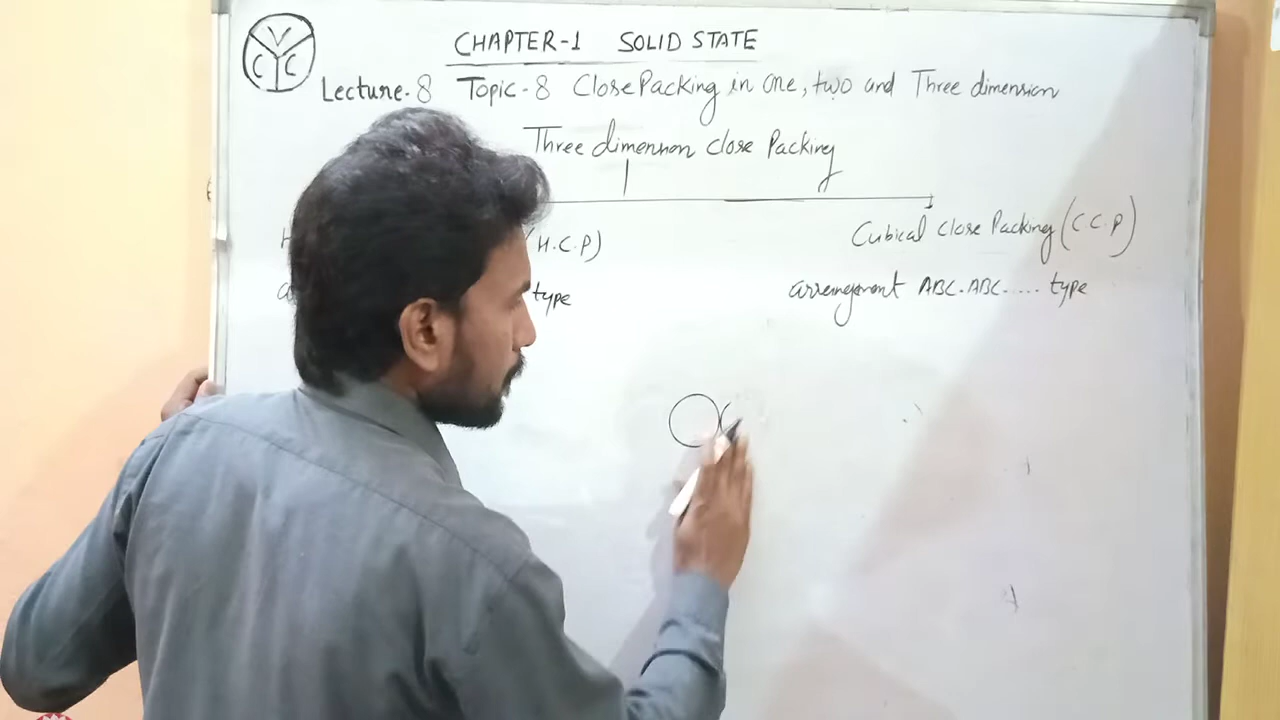 Y
C C
CHAPTER-1 SOLID STATE
Lecture-8 Topic-8 Close Packing in one, two and Three dimension
Three dimension close Packing
(H.C.P) Cubical close Packing (C.C.P)
type arrangement ABC.ABC..... type